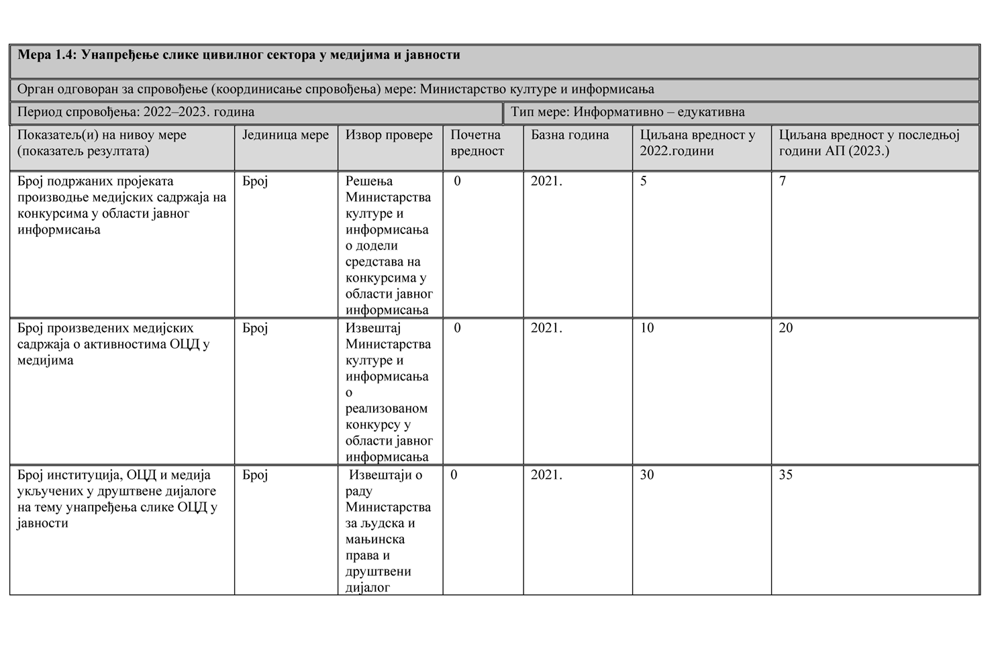 Мера 1.4: Унапређење слике цивилног сектора у медијима и јавности
Орган одговоран за спровођење (координисање спровођења) мере: Министарство културе и информисања
Период спровођења: 2022–2023. година
Тип мере: Информативно – едукативна
Показатељ(и) на нивоу мере
(показатељ резултата)
Јединица мере
Извор провере
Почетна
вредност
Базна година
Циљана вредност у
2022.години
Циљана вредност у последњој
години АП (2023.)
Број подржаних пројеката
производње медијских садржаја на
конкурсима у области јавног
информисања
Број
Решења
Министарства
културе и
информисања
о додели
средстава на
конкурсима у
области јавног
информисања
0
2021.
5
7
Број произведених медијских
садржаја о активностима ОЦД у
медијима
Број
Извештај
Министарства
културе и
информисања
о
реализованом
конкурсу у
области јавног
информисања
0
2021.
10
20
Број институција, ОЦД и медија
укључених у друштвене дијалоге
на тему унапређења слике ОЦД у
јавности
Број
Извештаји о
раду
Министарства
за људска и
мањинска
права и
друштвени
дијалог
0
2021.
30
35